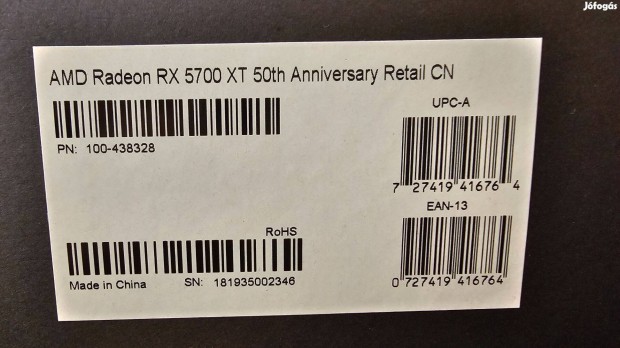 Jófogás
AMD Radeon RX 5700 XT 50th Anniversary Retail CN
PN: 100-438328
UPC-A
7 27419 41676 4
EAN-13
0 727419 416764
RoHS
Made in China
SN: 181935002346